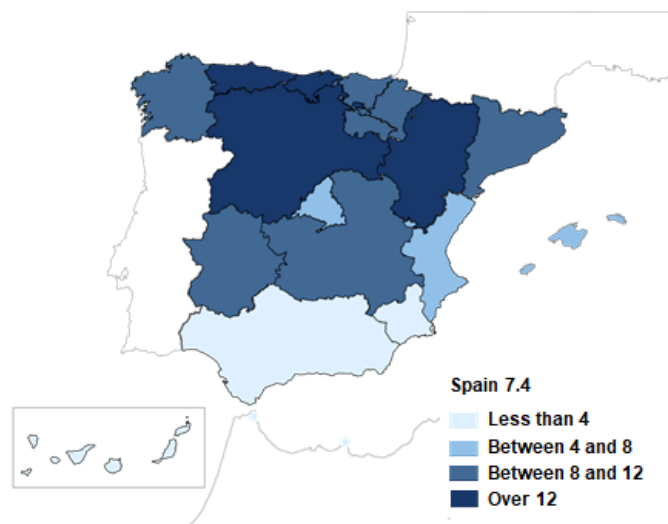 Spain 7.4
Less than 4
Between 4 and 8
Between 8 and 12
Over 12